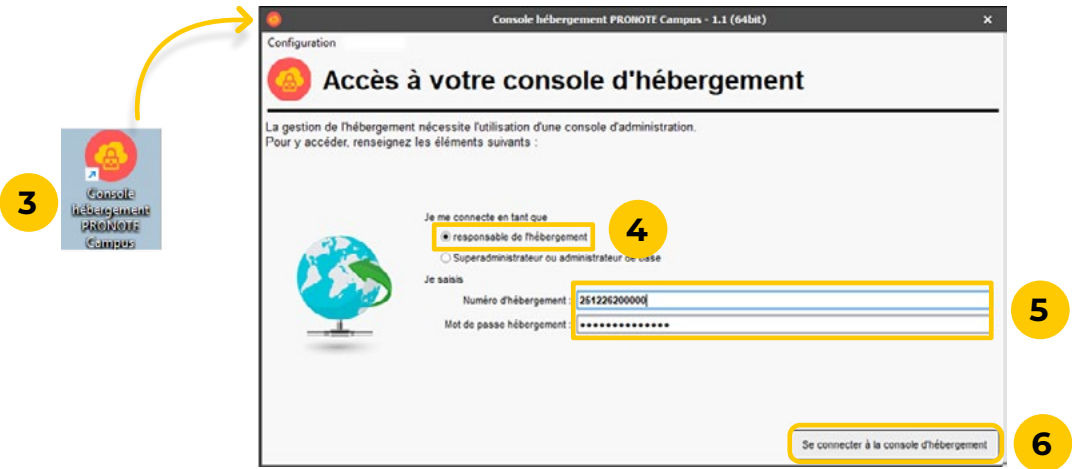 Console hébergement PRONOTE Campus - 1.1 (64bit)
Configuration
Accès à votre console d'hébergement
La gestion de l'hébergement nécessite l'utilisation d'une console d'administration.
Pour y accéder, renseignez les éléments suivants :
3
Console
hébergement
PRONOTE
Campus
Je me connecte en tant que
responsable de l'hébergement
4
Superadministrateur ou administrateur de base
Je saisis
Numéro d'hébergement : 251226200000
Mot de passe hébergement : ••••••••••••••
5
Se connecter à la console d'hébergement
6